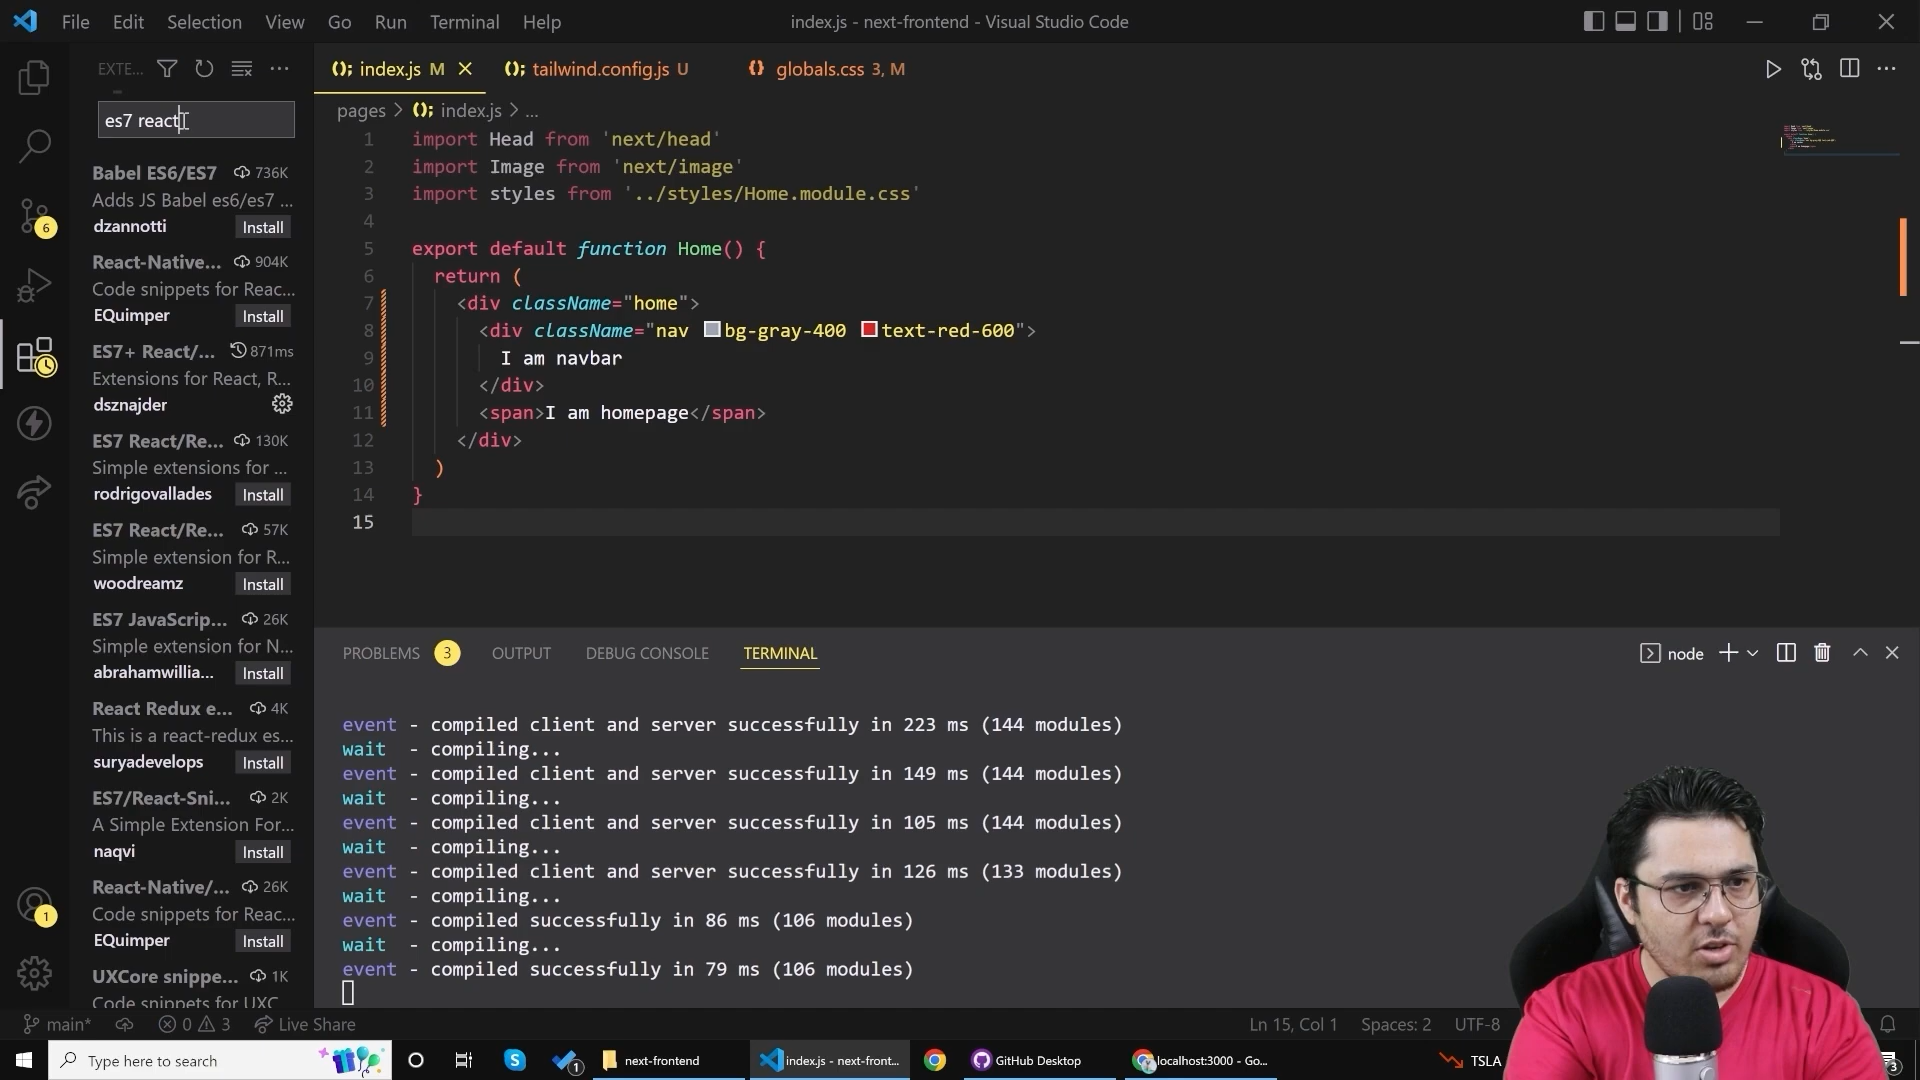 File Edit Selection View Go Run Terminal Help
index.js - next-frontend - Visual Studio Code
EXTE...
es7 react
Babel ES6/ES7 736K
Adds JS Babel es6/es7 ...
dzannotti Install
React-Native... 904K
Code snippets for Reac...
EQuimper Install
ES7+ React/... 871ms
Extensions for React, R...
dsznajder
ES7 React/Re... 130K
Simple extensions for ...
rodrigovallades Install
ES7 React/Re... 57K
Simple extension for R...
woodreamz Install
ES7 JavaScrip... 26K
Simple extension for N...
abrahamwillia... Install
React Redux e... 4K
This is a react-redux es...
suryadevelops Install
ES7/React-Sni... 2K
A Simple Extension For...
naqvi Install
React-Native/... 26K
Code snippets for Reac...
EQuimper Install
UXCore snippe... 1K
Code snippets for UXC
6
1
index.js M
tailwind.config.js U
globals.css 3, M
pages > index.js > ...
1 import Head from 'next/head'
2 import Image from 'next/image'
3 import styles from '../styles/Home.module.css'
4
5 export default function Home() {
6 return (
7 <div className="home">
8 <div className="nav bg-gray-400 text-red-600">
9 I am navbar
10 </div>
11 <span>I am homepage</span>
12 </div>
13 )
14 }
15
PROBLEMS 3 OUTPUT DEBUG CONSOLE TERMINAL
node
event - compiled client and server successfully in 223 ms (144 modules)
wait - compiling...
event - compiled client and server successfully in 149 ms (144 modules)
wait - compiling...
event - compiled client and server successfully in 105 ms (144 modules)
wait - compiling...
event - compiled client and server successfully in 126 ms (133 modules)
wait - compiling...
event - compiled successfully in 86 ms (106 modules)
wait - compiling...
event - compiled successfully in 79 ms (106 modules)
main* 0 3 Live Share
Ln 15, Col 1 Spaces: 2 UTF-8
Type here to search
1
next-frontend
index.js - next-front...
GitHub Desktop
localhost:3000 - Go...
TSLA
3